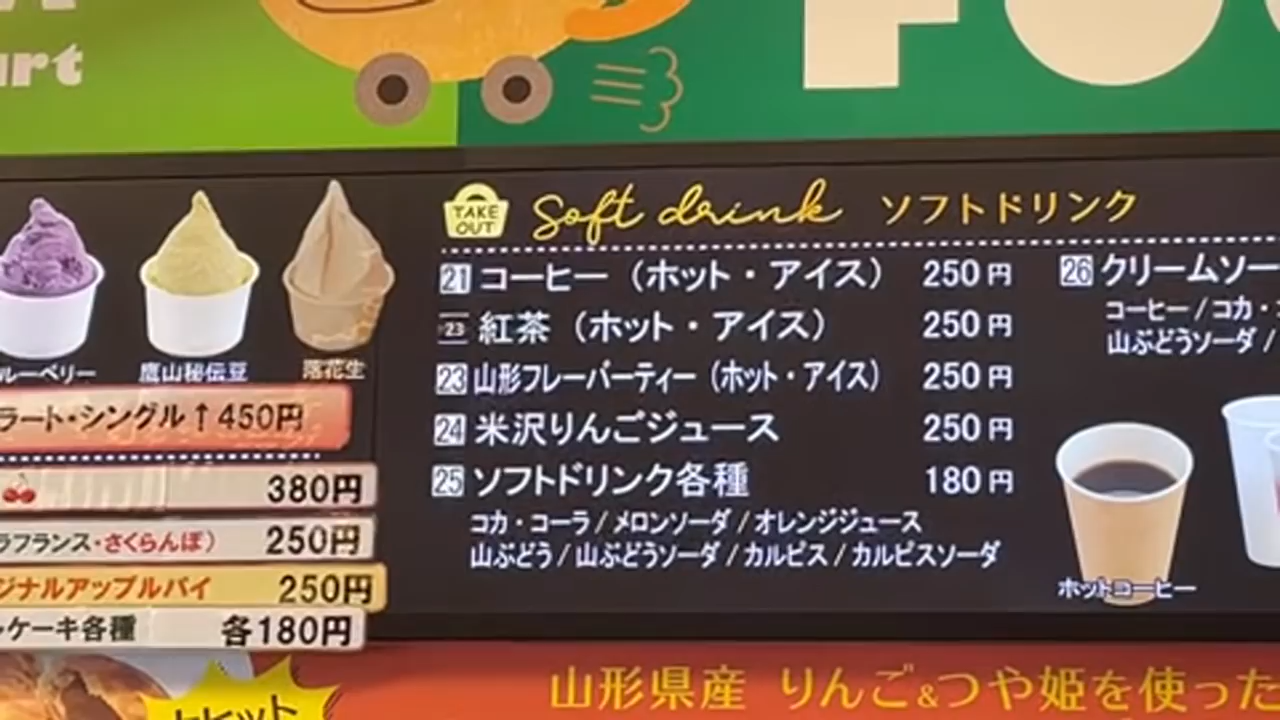 TAKE OUT Soft drink ソフトドリンク
21 コーヒー（ホット・アイス） 250円
23 紅茶（ホット・アイス） 250円
23 山形フレーバーティー（ホット・アイス） 250円
24 米沢りんごジュース 250円
25 ソフトドリンク各種 180円
コカ・コーラ / メロンソーダ / オレンジジュース
山ぶどう / 山ぶどうソーダ / カルピス / カルピスソーダ
26 クリームソー
コーヒー / コカ・
山ぶどうソーダ /
ホットコーヒー
ルーベリー 鷹山秘伝豆 落花生
ラート・シングル↑450円
380円
ラフランス・さくらんぼ） 250円
ジナルアップルパイ 250円
ケーキ各種 各180円
山形県産 りんご&つや姫を使った